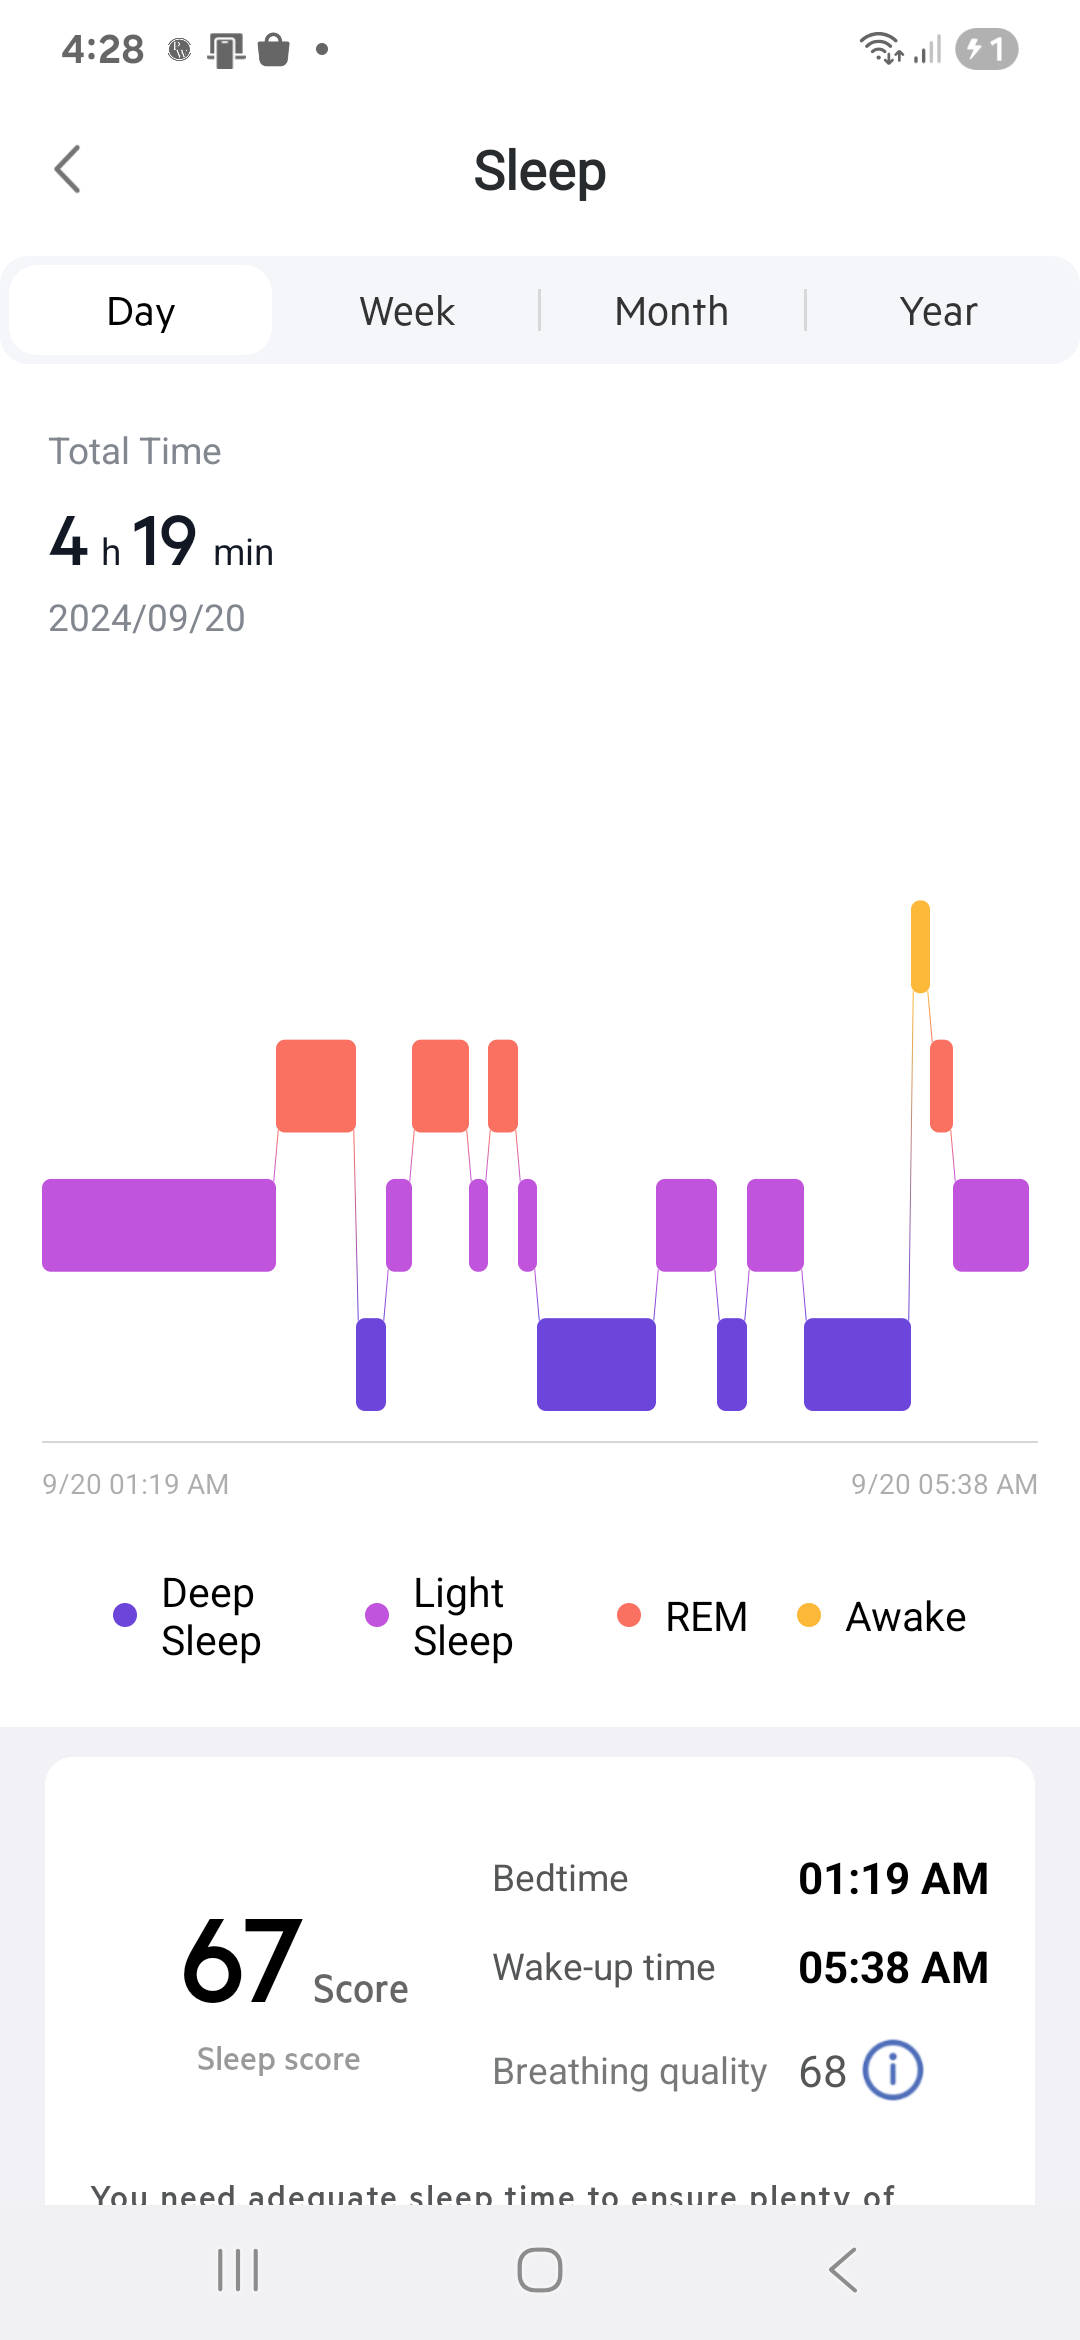 4:28
1
Sleep
Day Week Month Year
Total Time
4 h 19 min
2024/09/20
9/20 01:19 AM 9/20 05:38 AM
Deep Sleep
Light Sleep
REM
Awake
67 Score
Sleep score
Bedtime 01:19 AM
Wake-up time 05:38 AM
Breathing quality 68
You need adequate sleep time to ensure plenty of